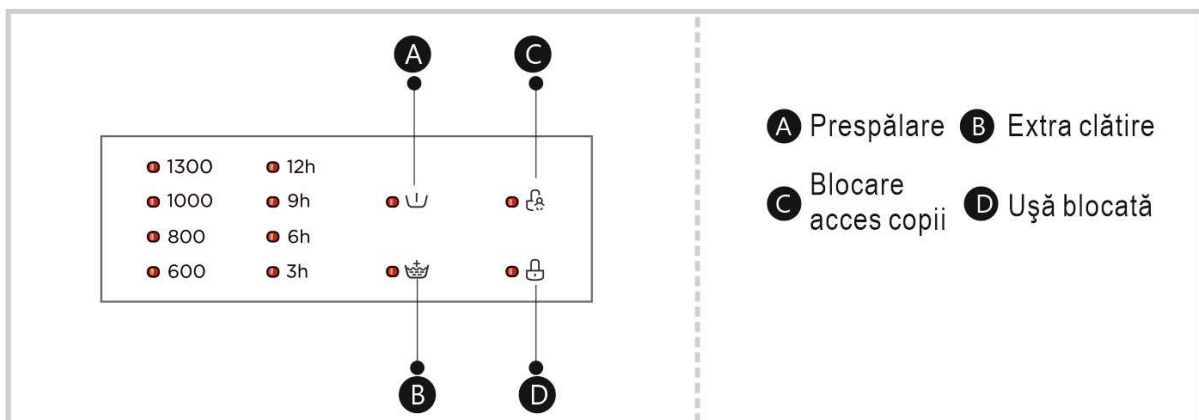 A C
1300 12h
1000 9h
800 6h
600 3h
B D
A Prespălare B Extra clătire
C Blocare
acces copii D Uşă blocată